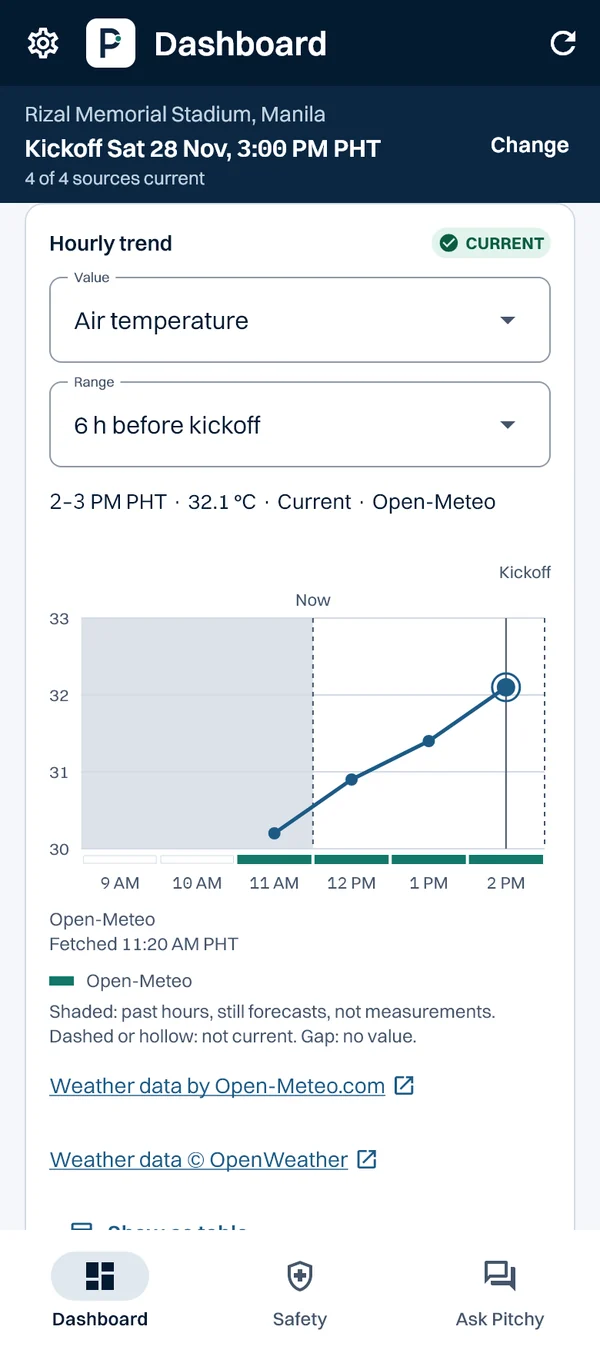 Dashboard
Rizal Memorial Stadium, Manila
Kickoff Sat 28 Nov, 3:00 PM PHT
Change
4 of 4 sources current
Hourly trend
CURRENT
Value
Air temperature
Range
6 h before kickoff
2–3 PM PHT · 32.1 °C · Current · Open-Meteo
Kickoff
Now
33
32
31
30
9 AM 10 AM 11 AM 12 PM 1 PM 2 PM
Open-Meteo
Fetched 11:20 AM PHT
Open-Meteo
Shaded: past hours, still forecasts, not measurements.
Dashed or hollow: not current. Gap: no value.
Weather data by Open-Meteo.com
Weather data © OpenWeather
Show as table
Dashboard
Safety
Ask Pitchy